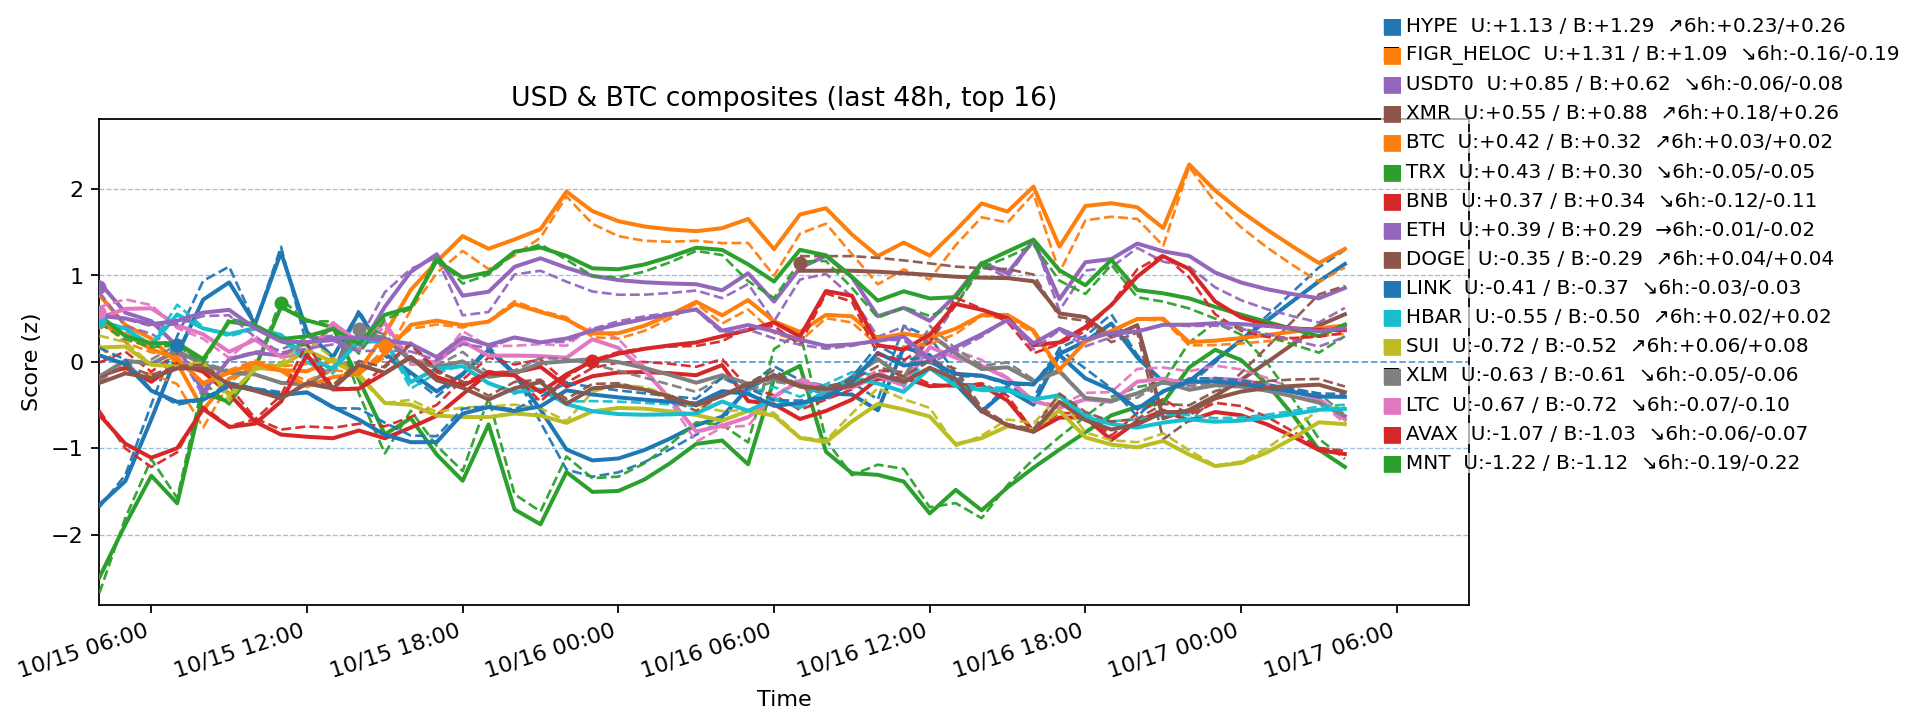 HYPE  U:+1.13 / B:+1.29  ↗6h:+0.23/+0.26
FIGR_HELOC  U:+1.31 / B:+1.09  ↘6h:-0.16/-0.19
USDT0  U:+0.85 / B:+0.62  ↘6h:-0.06/-0.08
XMR  U:+0.55 / B:+0.88  ↗6h:+0.18/+0.26
BTC  U:+0.42 / B:+0.32  ↗6h:+0.03/+0.02
TRX  U:+0.43 / B:+0.30  ↘6h:-0.05/-0.05
BNB  U:+0.37 / B:+0.34  ↘6h:-0.12/-0.11
ETH  U:+0.39 / B:+0.29  →6h:-0.01/-0.02
DOGE  U:-0.35 / B:-0.29  ↗6h:+0.04/+0.04
LINK  U:-0.41 / B:-0.37  ↘6h:-0.03/-0.03
HBAR  U:-0.55 / B:-0.50  ↗6h:+0.02/+0.02
SUI  U:-0.72 / B:-0.52  ↗6h:+0.06/+0.08
XLM  U:-0.63 / B:-0.61  ↘6h:-0.05/-0.06
LTC  U:-0.67 / B:-0.72  ↘6h:-0.07/-0.10
AVAX  U:-1.07 / B:-1.03  ↘6h:-0.06/-0.07
MNT  U:-1.22 / B:-1.12  ↘6h:-0.19/-0.22
USD & BTC composites (last 48h, top 16)
Score (z)
2
1
0
−1
−2
10/15 06:00
10/15 12:00
10/15 18:00
10/16 00:00
10/16 06:00
10/16 12:00
10/16 18:00
10/17 00:00
10/17 06:00
Time